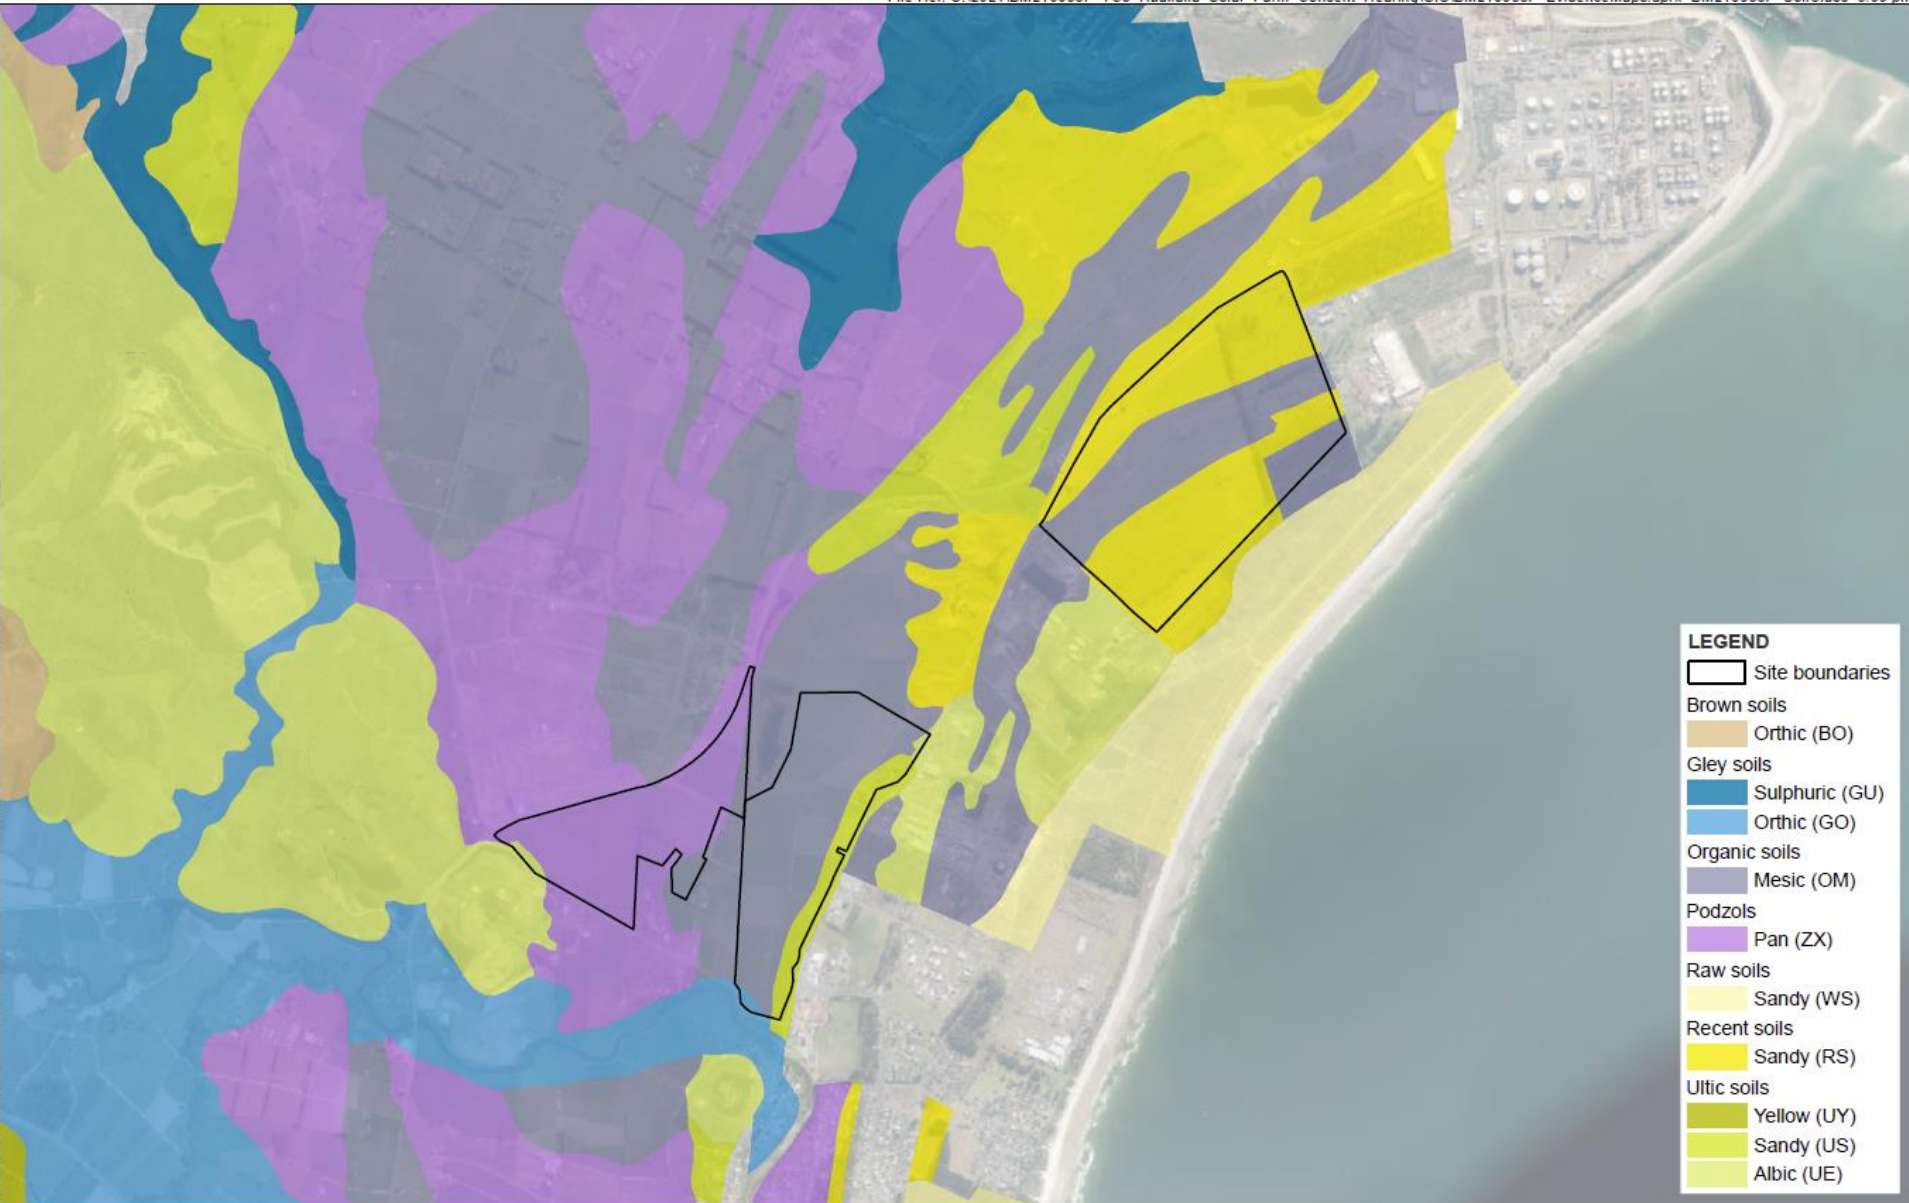 LEGEND
Site boundaries
Brown soils
Orthic (BO)
Gley soils
Sulphuric (GU)
Orthic (GO)
Organic soils
Mesic (OM)
Podzols
Pan (ZX)
Raw soils
Sandy (WS)
Recent soils
Sandy (RS)
Ultic soils
Yellow (UY)
Sandy (US)
Albic (UE)